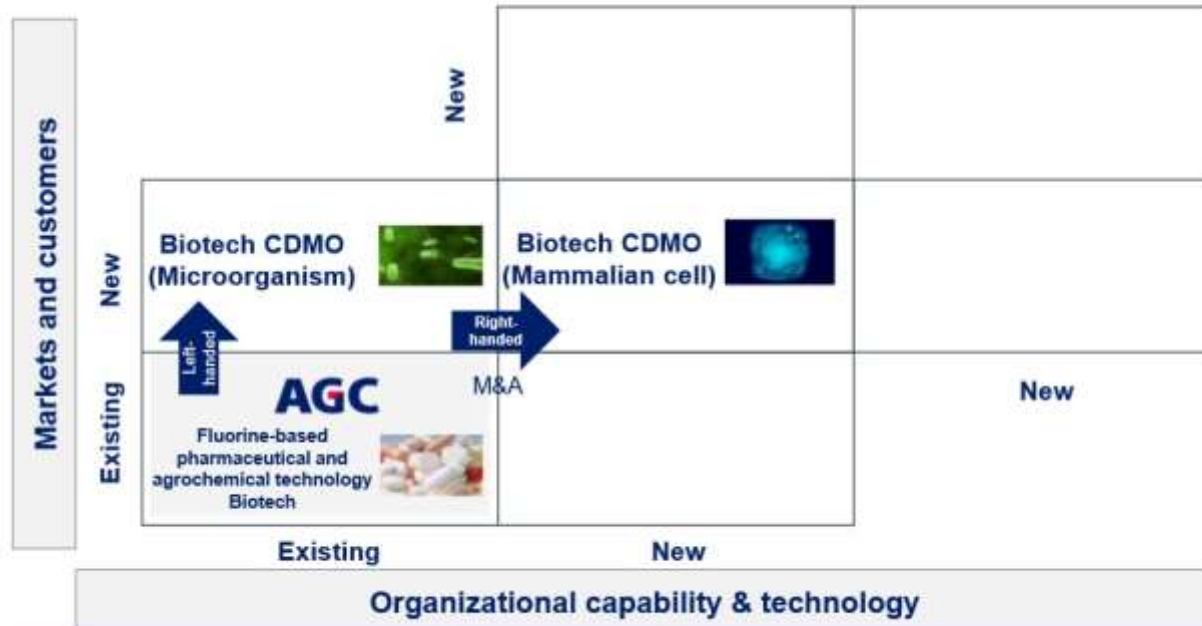 Markets and customers
New
New
Existing
Biotech CDMO
(Microorganism)
Biotech CDMO
(Mammalian cell)
Left-
handed
Right-
handed
M&A
AGC
Fluorine-based
pharmaceutical and
agrochemical technology
Biotech
New
Existing
New
Organizational capability & technology